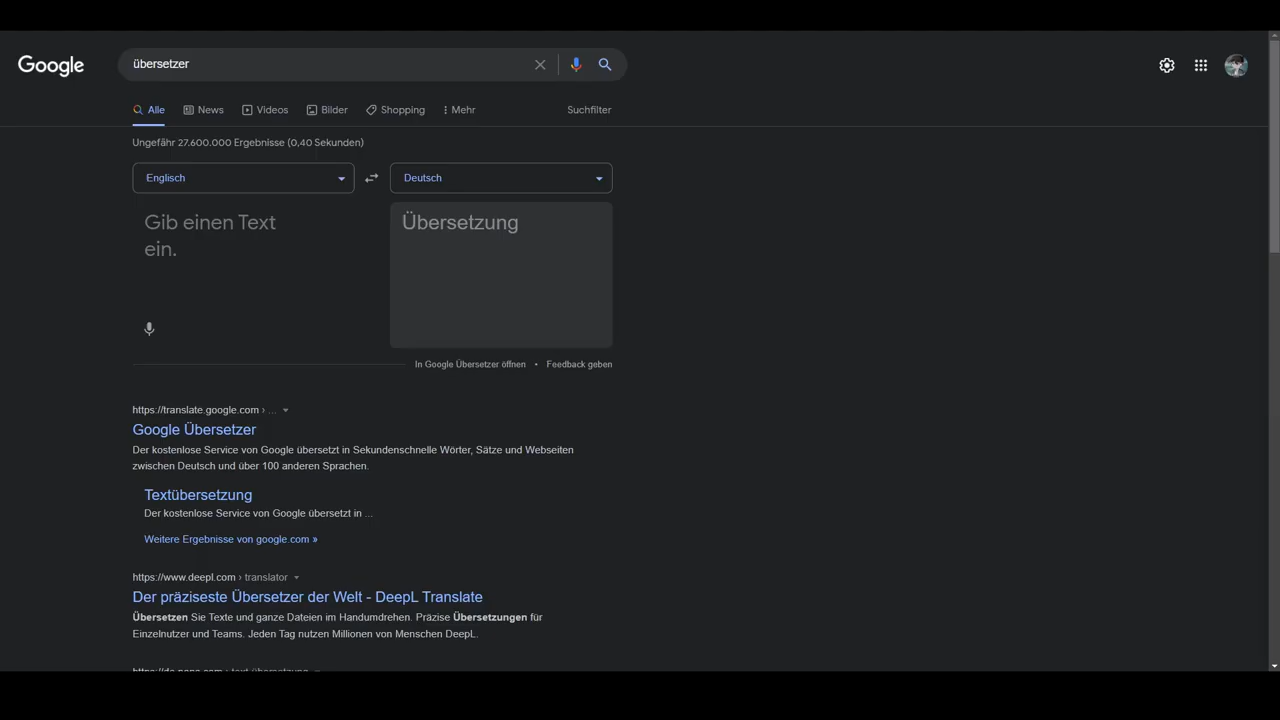 Google
übersetzer
Alle
News
Videos
Bilder
Shopping
Mehr
Suchfilter
Ungefähr 27.600.000 Ergebnisse (0,40 Sekunden)
Englisch
Deutsch
Gib einen Text
ein.
Übersetzung
In Google Übersetzer öffnen • Feedback geben
https://translate.google.com › ...
Google Übersetzer
Der kostenlose Service von Google übersetzt in Sekundenschnelle Wörter, Sätze und Webseiten
zwischen Deutsch und über 100 anderen Sprachen.
Textübersetzung
Der kostenlose Service von Google übersetzt in ...
Weitere Ergebnisse von google.com »
https://www.deepl.com › translator
Der präziseste Übersetzer der Welt - DeepL Translate
Übersetzen Sie Texte und ganze Dateien im Handumdrehen. Präzise Übersetzungen für
Einzelnutzer und Teams. Jeden Tag nutzen Millionen von Menschen DeepL.